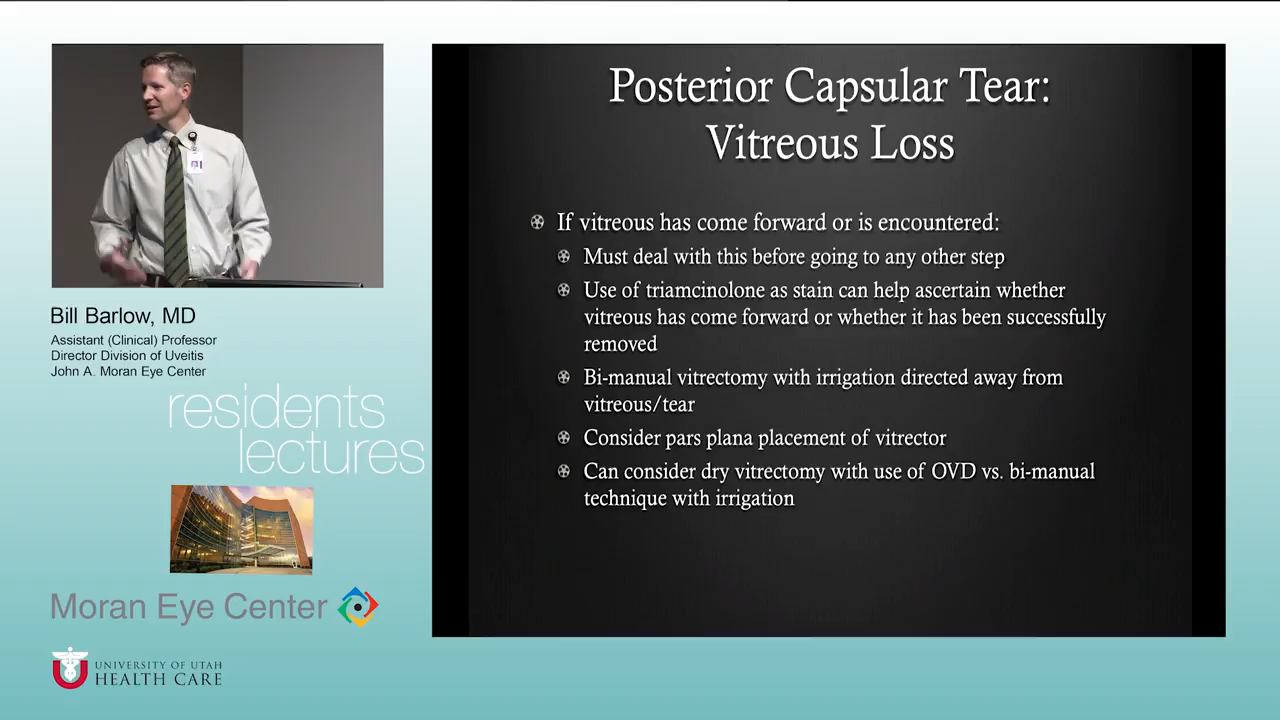 Posterior Capsular Tear:
Vitreous Loss
If vitreous has come forward or is encountered:
Must deal with this before going to any other step
Use of triamcinolone as stain can help ascertain whether
vitreous has come forward or whether it has been successfully
removed
Bi-manual vitrectomy with irrigation directed away from
vitreous/tear
Consider pars plana placement of vitrector
Can consider dry vitrectomy with use of OVD vs. bi-manual
technique with irrigation
Bill Barlow, MD
Assistant (Clinical) Professor
Director Division of Uveitis
John A. Moran Eye Center
residents
lectures
Moran Eye Center
UNIVERSITY OF UTAH
HEALTH CARE